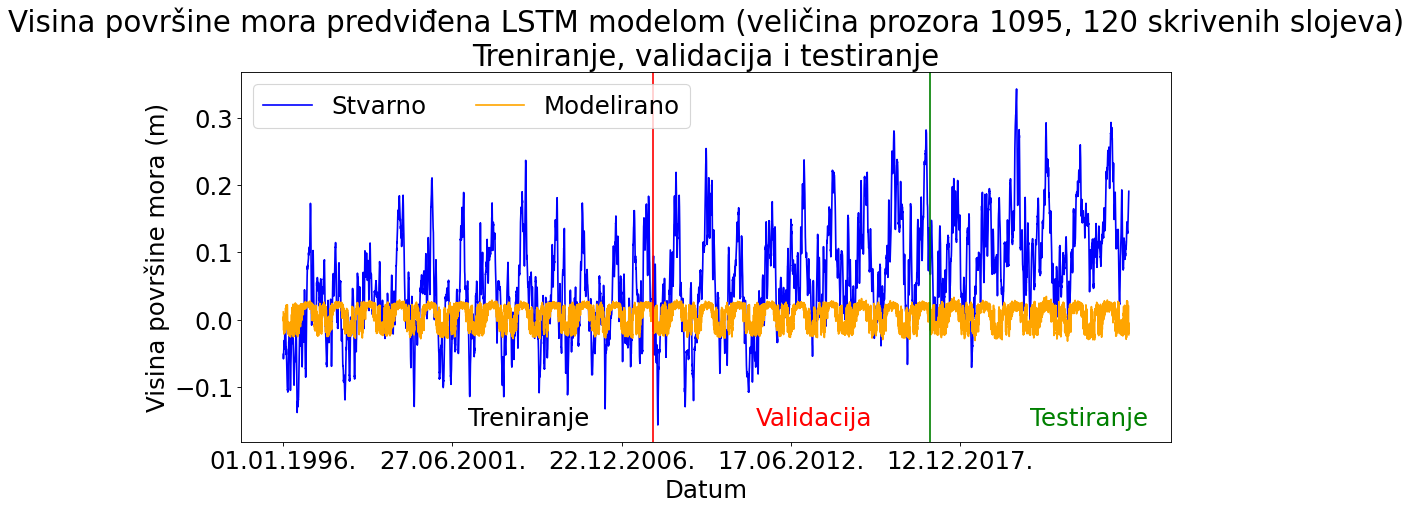 Visina površine mora predviđena LSTM modelom (veličina prozora 1095, 120 skrivenih slojeva)
Treniranje, validacija i testiranje
Stvarno
Modelirano
Visina površine mora (m)
0.3
0.2
0.1
0.0
−0.1
Treniranje
Validacija
Testiranje
01.01.1996.
27.06.2001.
22.12.2006.
17.06.2012.
12.12.2017.
Datum